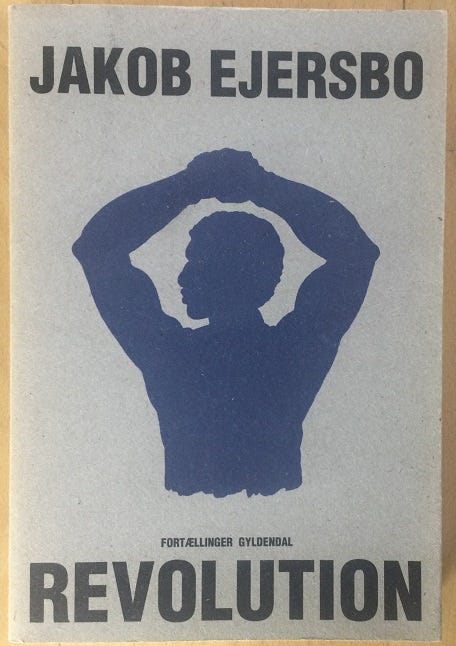 JAKOB EJERSBO
FORTÆLLINGER GYLDENDAL
REVOLUTION